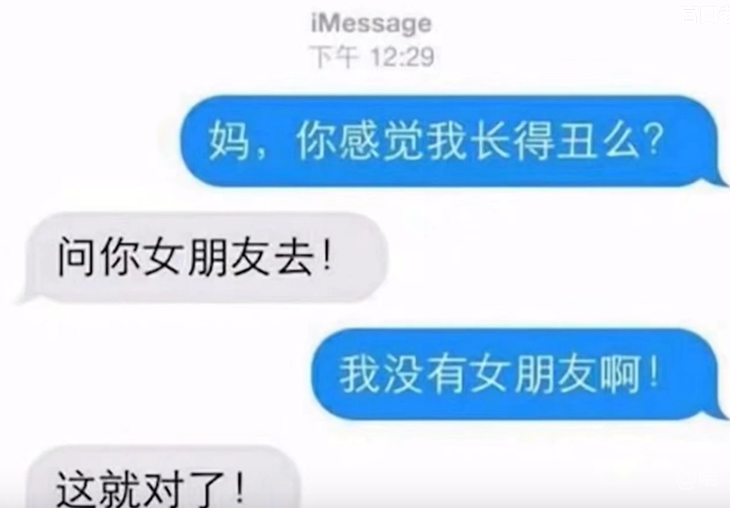 iMessage
下午 12:29
妈，你感觉我长得丑么？
问你女朋友去！
我没有女朋友啊！
这就对了！